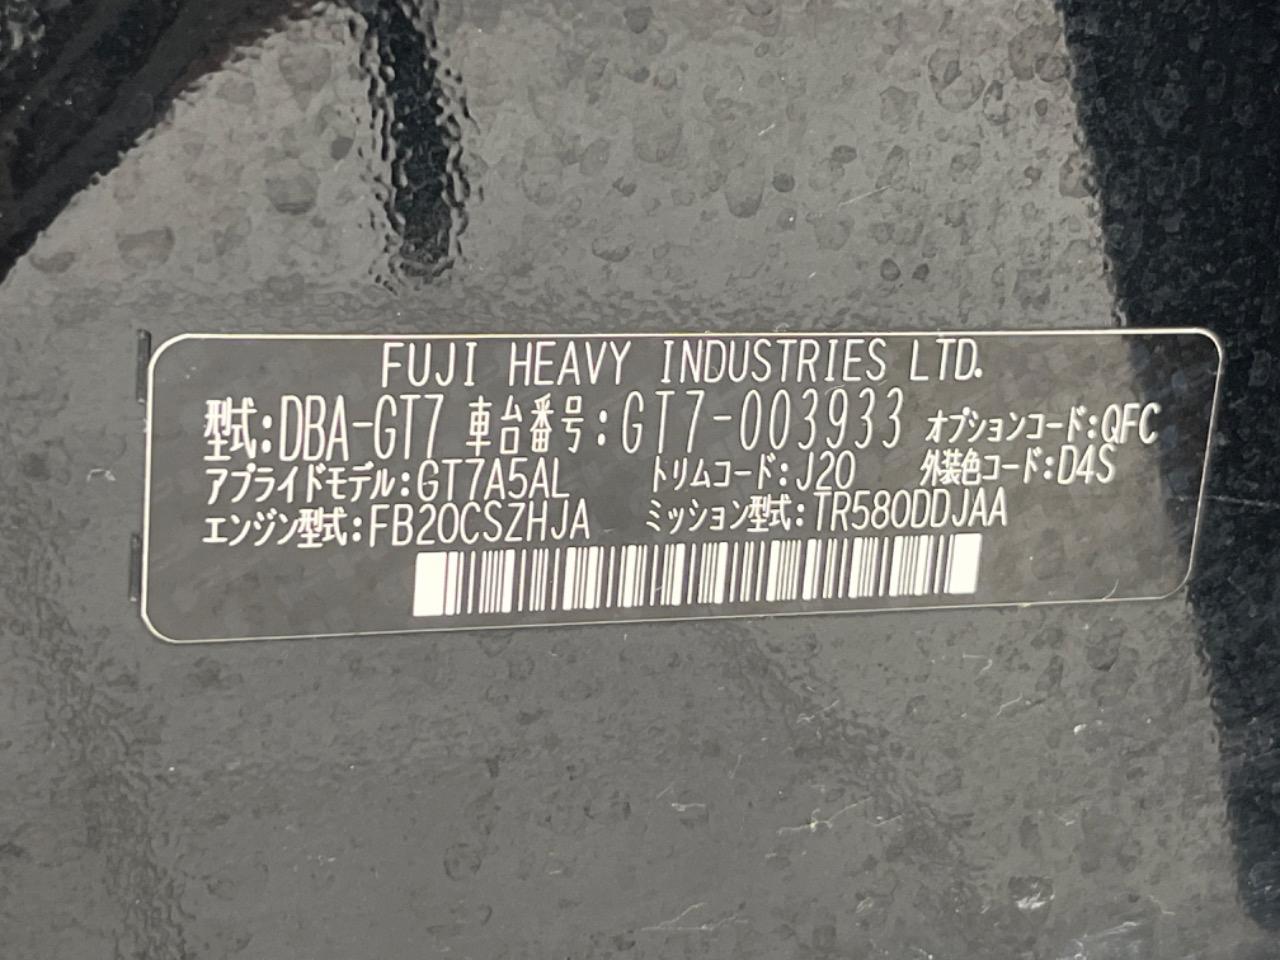 FUJI HEAVY INDUSTRIES LTD.
型式:DBA-GT7 車台番号:GT7-003933 オプションコード:QFC
アプライドモデル:GT7A5AL トリムコード:J20 外装色コード:D4S
エンジン型式:FB20CSZHJA ミッション型式:TR580DDJAA